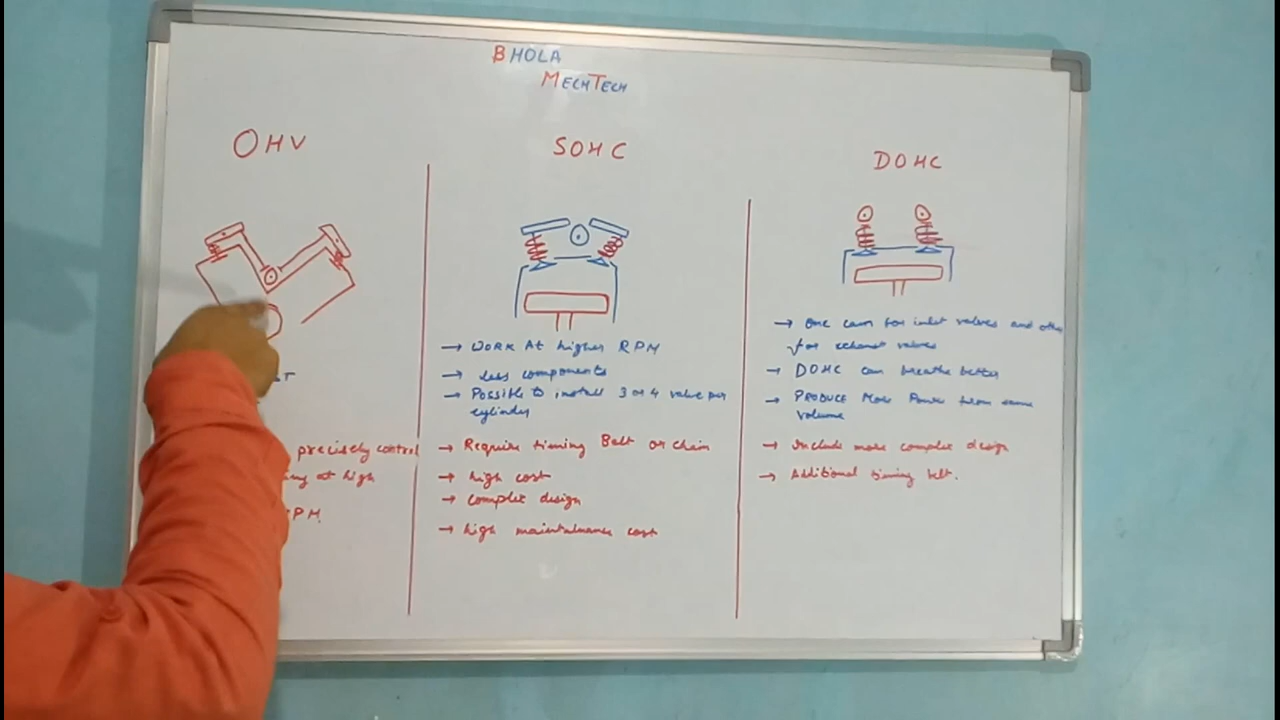 BHOLA
MECHTECH
OHV
precisely control
at high
RPM
SOHC
→ WORK At higher RPM
→ less components
→ Possible to install 3 or 4 valve per
cylinder
→ Require timing Belt or chain
→ high cost
→ complex design
→ high maintainance cost
DOHC
→ One cam for inlet valves and other
for exhaust valves
→ DOHC can breathe better
→ PRODUCE More Power from same
volume
→ Include more complex design
→ Additional timing belt.